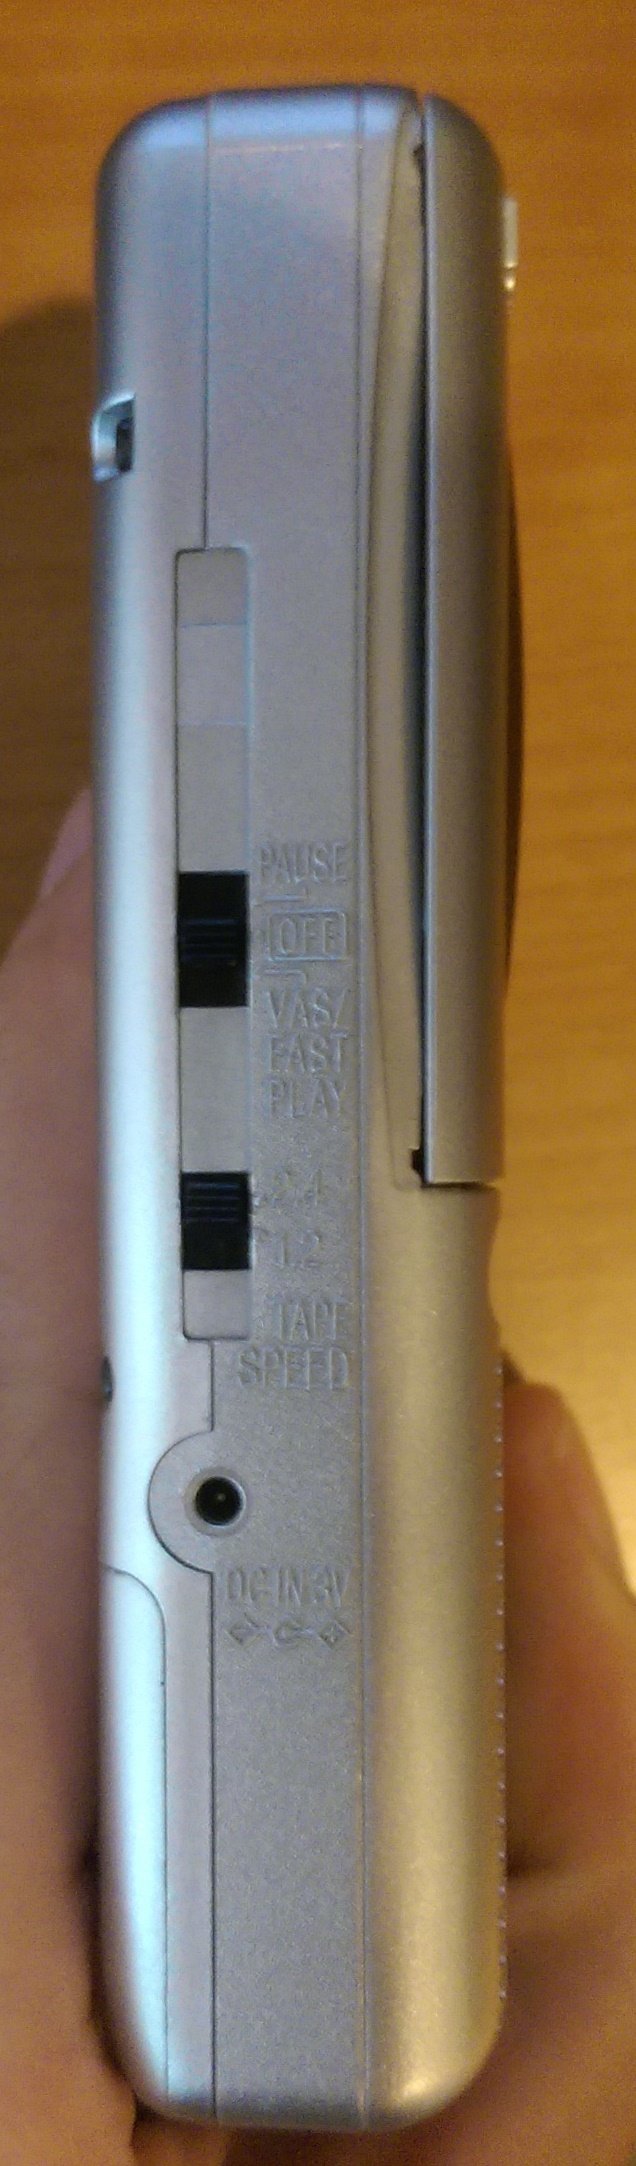 PAUSE
OFF
VAS/
FAST
PLAY
2.4
1.2
TAPE
SPEED
DC IN 3V